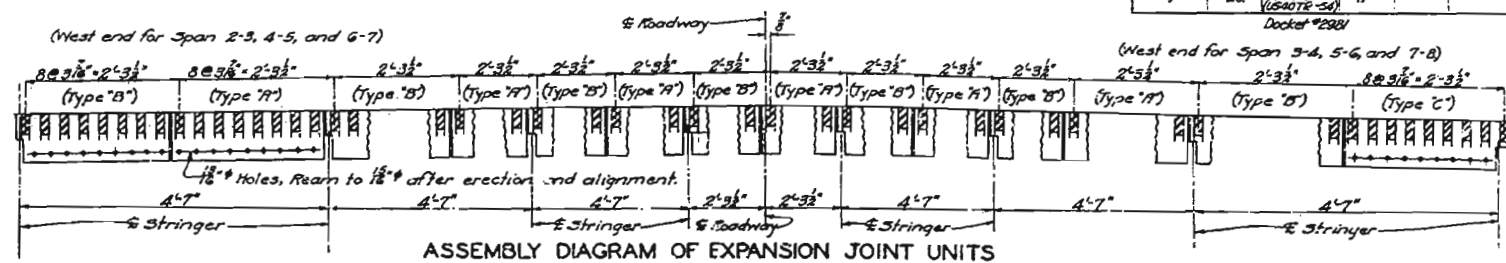 (US40TR-54)
Docket #2981
℄ Roadway
7/8"
(West end for Span 2-3, 4-5, and 6-7)
(West end for Span 3-4, 5-6, and 7-8)
8@3 7/16"=2'-3 1/2" 8@3 7/16"=2'-3 1/2" 2'-3 1/2" 2'-3 1/2" 2'-3 1/2" 2'-3 1/2" 2'-3 1/2" 2'-3 1/2" 2'-3 1/2" 2'-3 1/2" 2'-3 1/2" 2'-5 1/2" 2'-3 1/2" 8@3 7/16"=2'-3 1/2"
(Type "B") (Type "A") (Type "B") (Type "A") (Type "B") (Type "A") (Type "B") (Type "A") (Type "B") (Type "A") (Type "B") (Type "A") (Type "B") (Type "C")
Holes, Ream to 15/16"φ after erection and alignment.
4'-7" 4'-7" 4'-7" 2'-3 1/2" 2'-3 1/2" 4'-7" 4'-7" 4'-7"
℄ Stringer ℄ Stringer ℄ Roadway ℄ Stringer ℄ Stringer
ASSEMBLY DIAGRAM OF EXPANSION JOINT UNITS